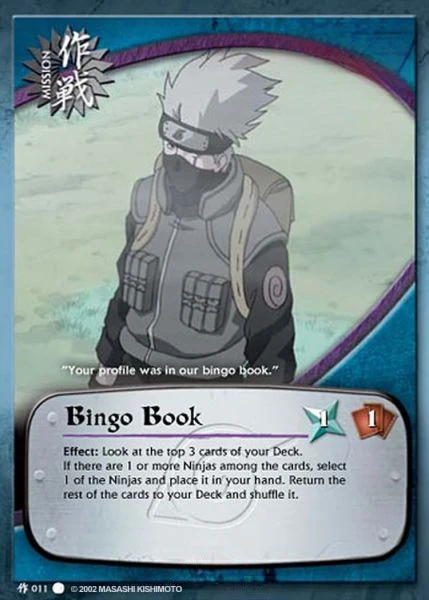 作戦
MISSION
"Your profile was in our bingo book."
Bingo Book
1
1
Effect: Look at the top 3 cards of your Deck.
If there are 1 or more Ninjas among the cards, select
1 of the Ninjas and place it in your hand. Return the
rest of the cards to your Deck and shuffle it.
作 011 © 2002 MASASHI KISHIMOTO